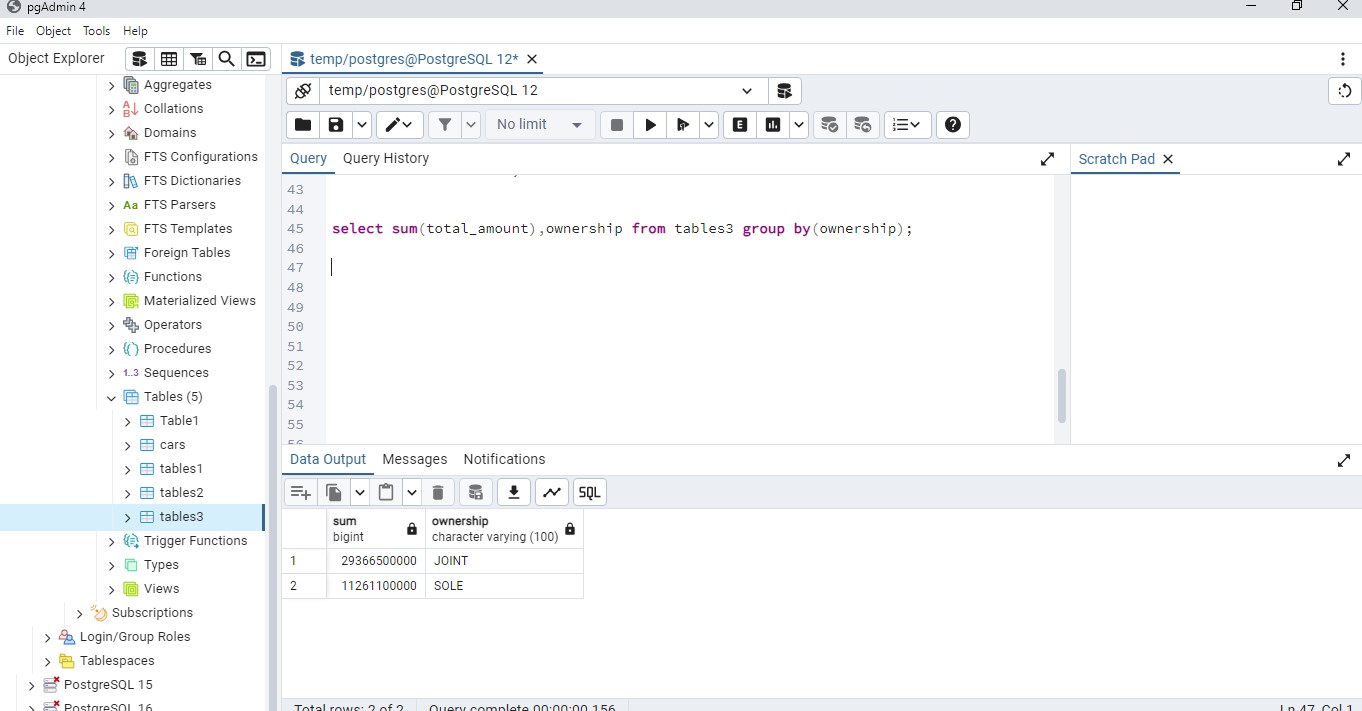 pgAdmin 4
File Object Tools Help
Object Explorer
temp/postgres@PostgreSQL 12*
temp/postgres@PostgreSQL 12
No limit
E
Query Query History
Scratch Pad
43
44
45 select sum(total_amount),ownership from tables3 group by(ownership);
46
47
48
49
50
51
52
53
54
55
56
Aggregates
Collations
Domains
FTS Configurations
FTS Dictionaries
Aa FTS Parsers
FTS Templates
Foreign Tables
Functions
Materialized Views
Operators
Procedures
1..3 Sequences
Tables (5)
Table1
cars
tables1
tables2
tables3
Trigger Functions
Types
Views
Subscriptions
Login/Group Roles
Tablespaces
PostgreSQL 15
PostgreSQL 16
Data Output Messages Notifications
SQL
sum ownership
bigint character varying (100)
1 29366500000 JOINT
2 11261100000 SOLE
Total rows: 2 of 2 Query complete 00:00:00.156 Ln 47, Col 1